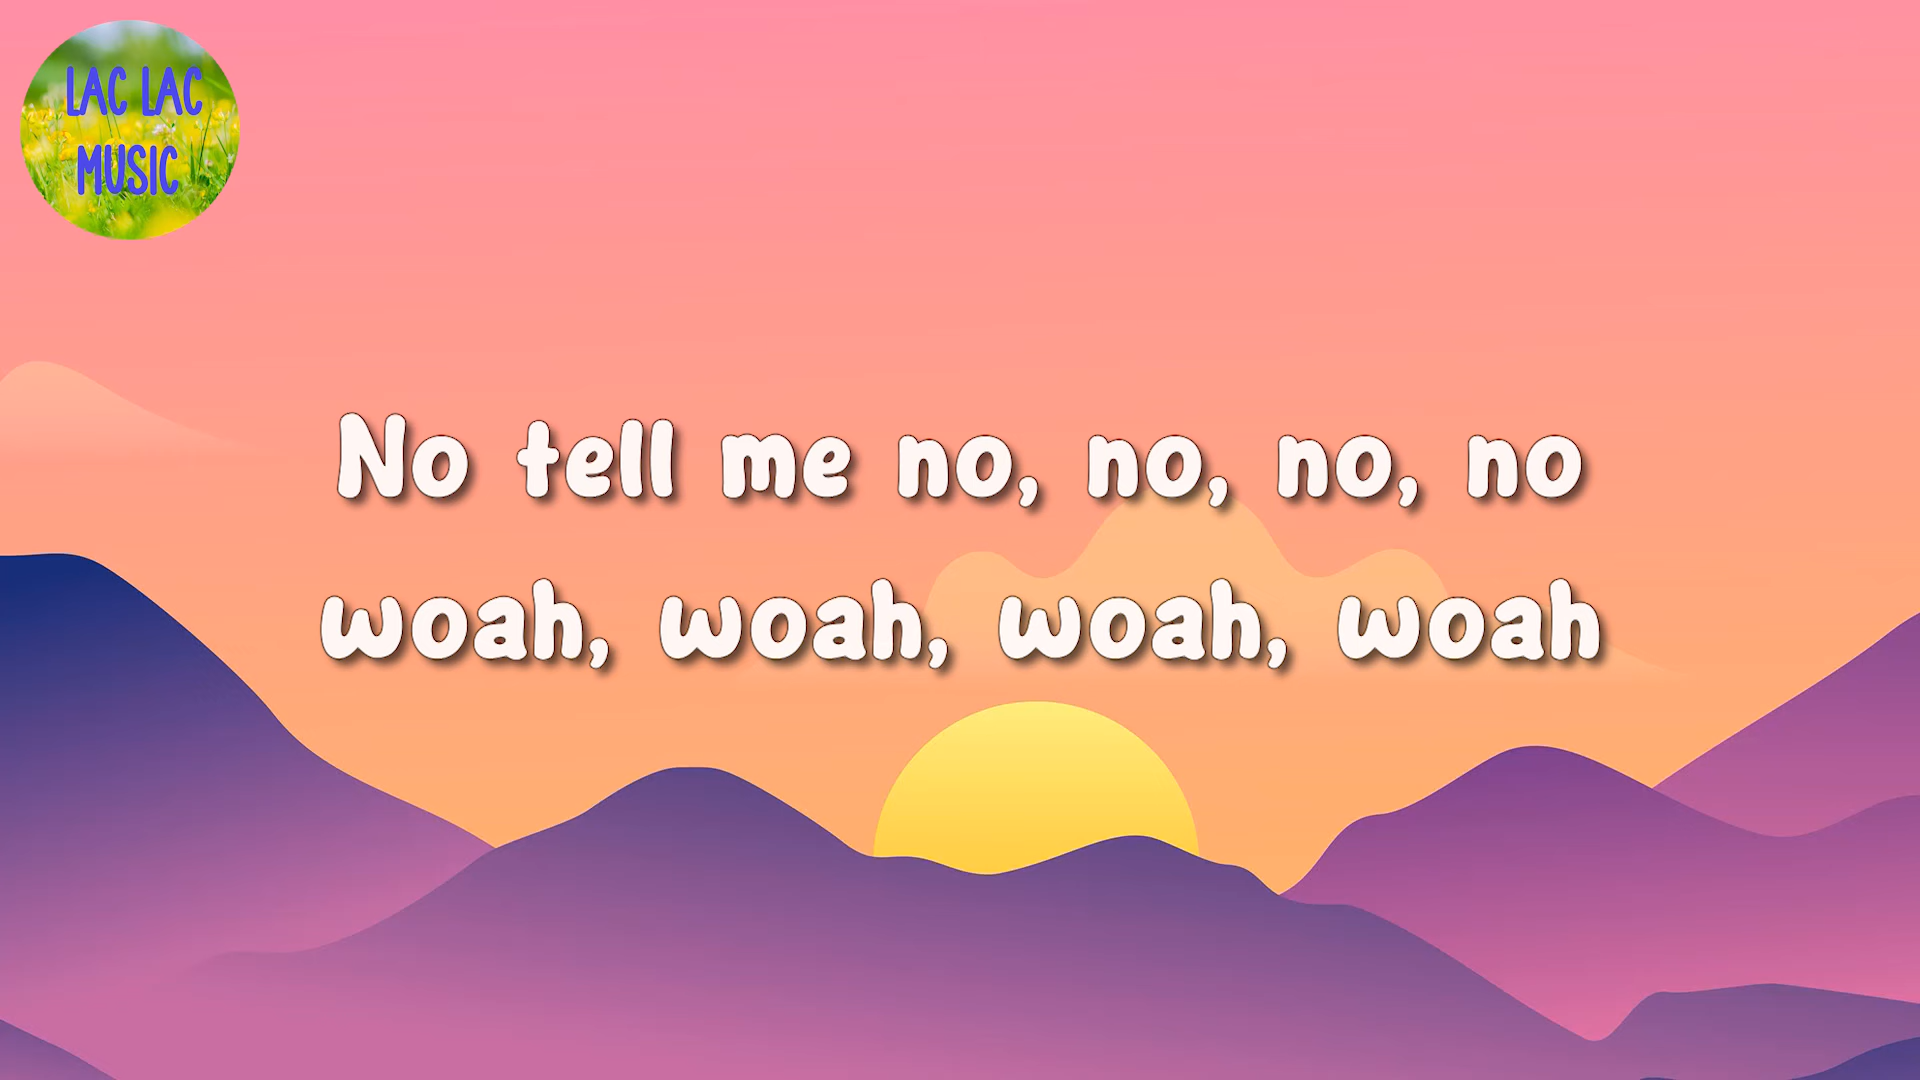 LAC LAC
MUSIC
No tell me no, no, no, no
woah, woah, woah, woah